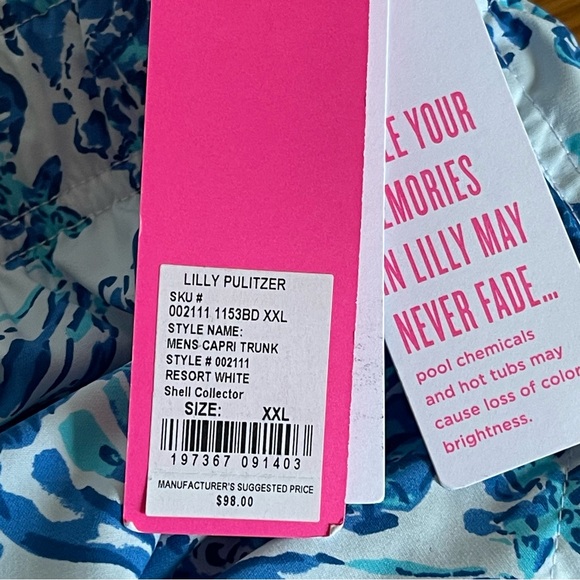 LILLY PULITZER
SKU #
002111 1153BD XXL
STYLE NAME:
MENS CAPRI TRUNK
STYLE # 002111
RESORT WHITE
Shell Collector
SIZE: XXL
197367 091403
MANUFACTURER'S SUGGESTED PRICE
$98.00
LE YOUR
EMORIES
IN LILLY MAY
NEVER FADE...
pool chemicals
and hot tubs may
cause loss of color
brightness.